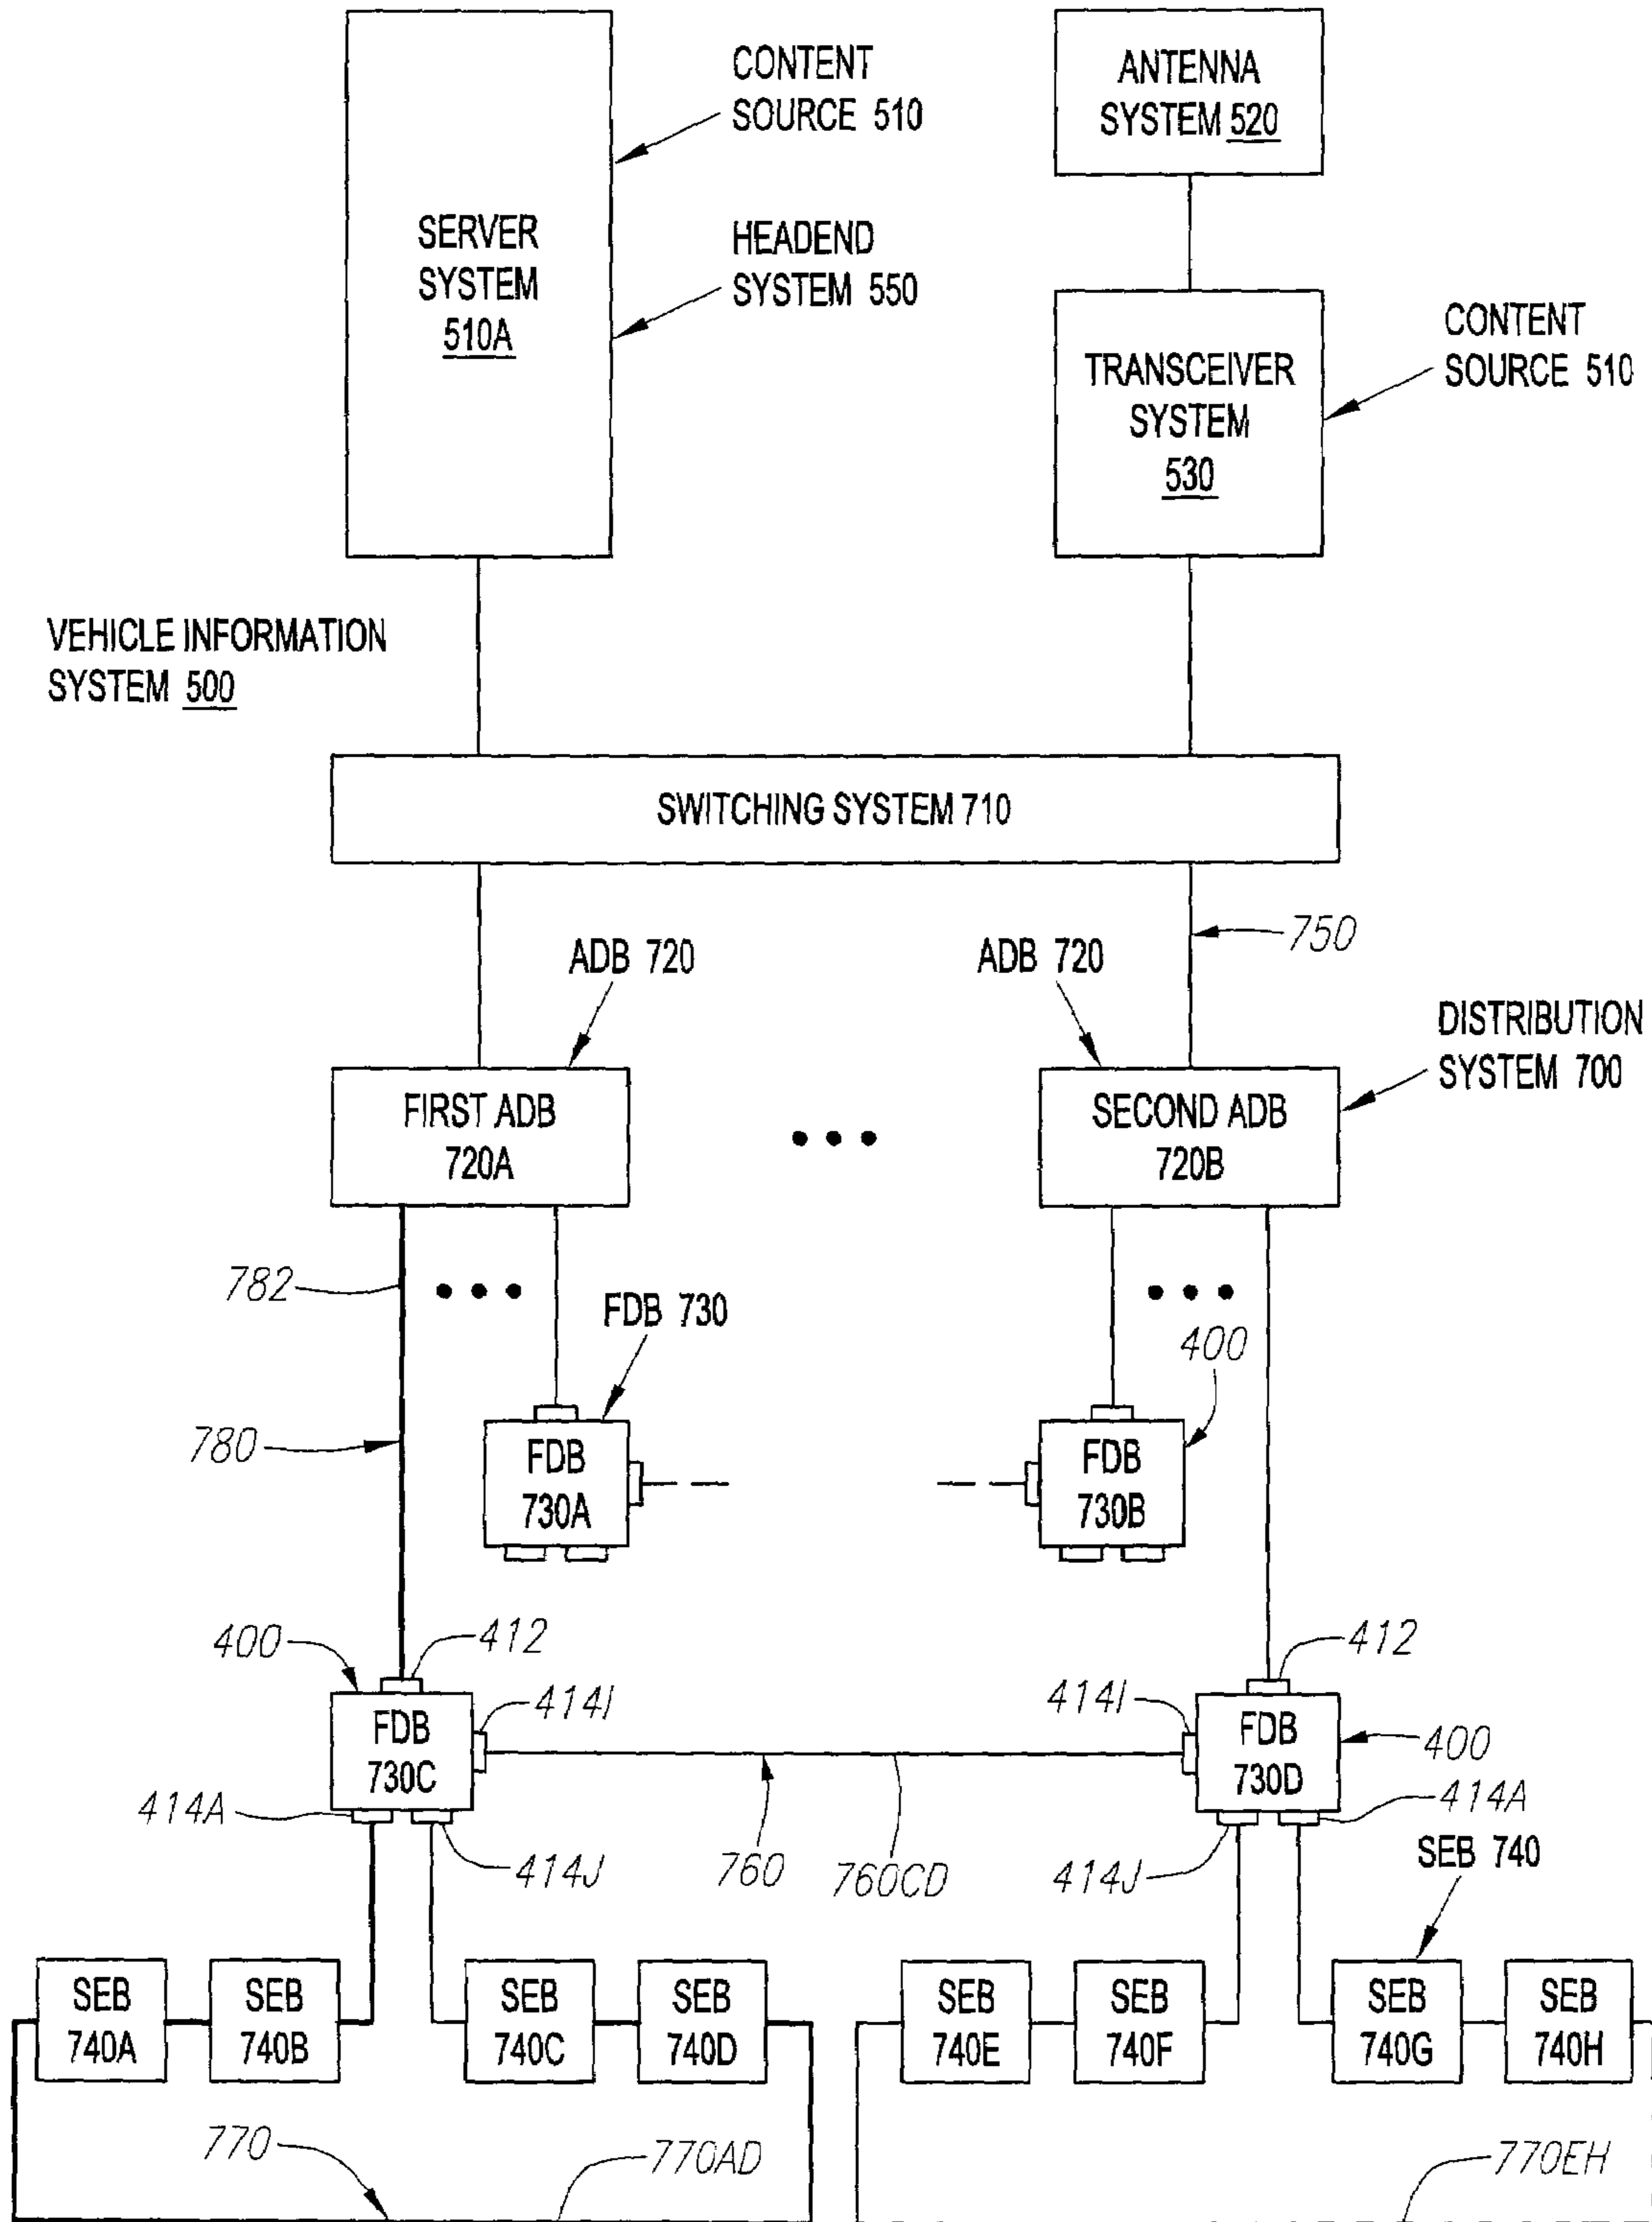 CONTENT
SOURCE 510
ANTENNA
SYSTEM 520
SERVER
SYSTEM
510A
HEADEND
SYSTEM 550
CONTENT
SOURCE 510
TRANSCEIVER
SYSTEM
530
VEHICLE INFORMATION
SYSTEM 500
SWITCHING SYSTEM 710
750
ADB 720
ADB 720
DISTRIBUTION
SYSTEM 700
FIRST ADB
720A
SECOND ADB
720B
782
FDB 730
400
780
FDB
730A
FDB
730B
400
412
412
414I
414I
FDB
730C
FDB
730D
400
414A
414A
414J
760
760CD
414J
SEB 740
SEB
740A
SEB
740B
SEB
740C
SEB
740D
SEB
740E
SEB
740F
SEB
740G
SEB
740H
770
770AD
770EH